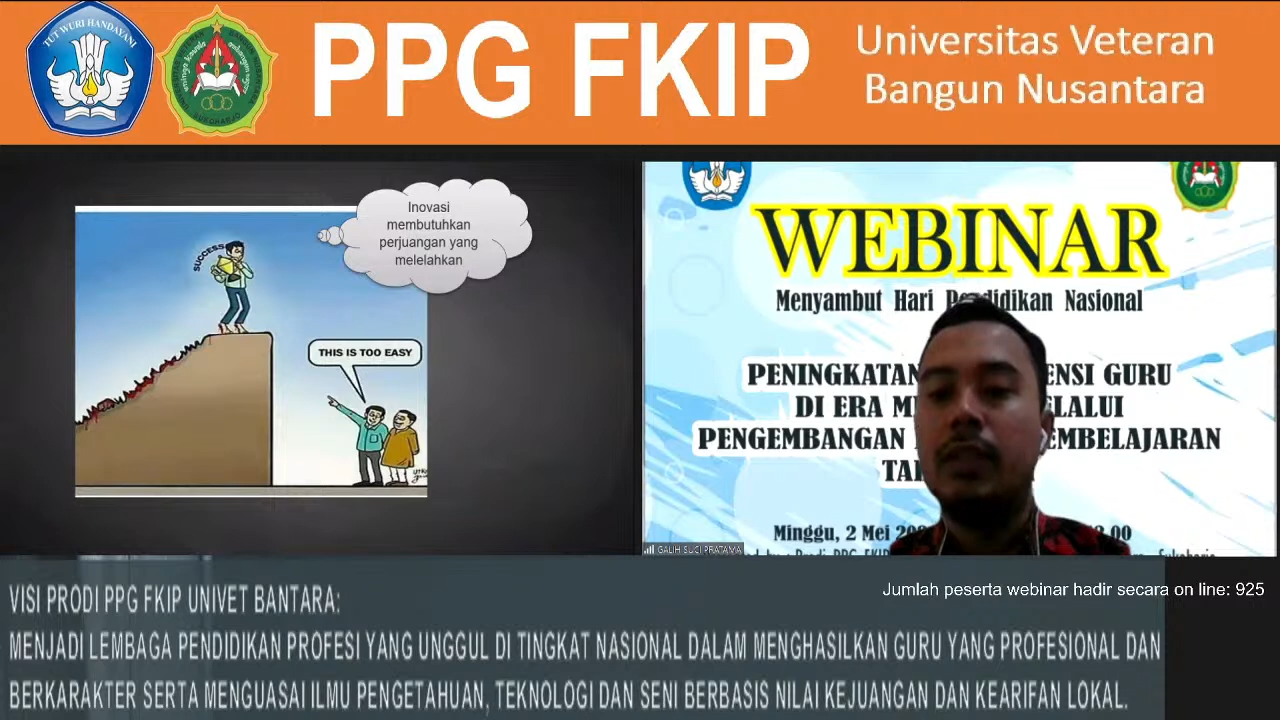 TUT WURI HANDAYANI
SUKOHARJO
PPG FKIP
Universitas Veteran
Bangun Nusantara
Inovasi
membutuhkan
perjuangan yang
melelahkan
SUCCESS
THIS IS TOO EASY
WEBINAR
Menyambut Hari Pendidikan Nasional
PENINGKATAN ENSI GURU
DI ERA ELALUI
PENGEMBANGAN EMBELAJARAN
Minggu, 2 Mei
GALIH SUCI PRATAMA
Jumlah peserta webinar hadir secara on line: 925
VISI PRODI PPG FKIP UNIVET BANTARA:
MENJADI LEMBAGA PENDIDIKAN PROFESI YANG UNGGUL DI TINGKAT NASIONAL DALAM MENGHASILKAN GURU YANG PROFESIONAL DAN
BERKARAKTER SERTA MENGUASAI ILMU PENGETAHUAN, TEKNOLOGI DAN SENI BERBASIS NILAI KEJUANGAN DAN KEARIFAN LOKAL.